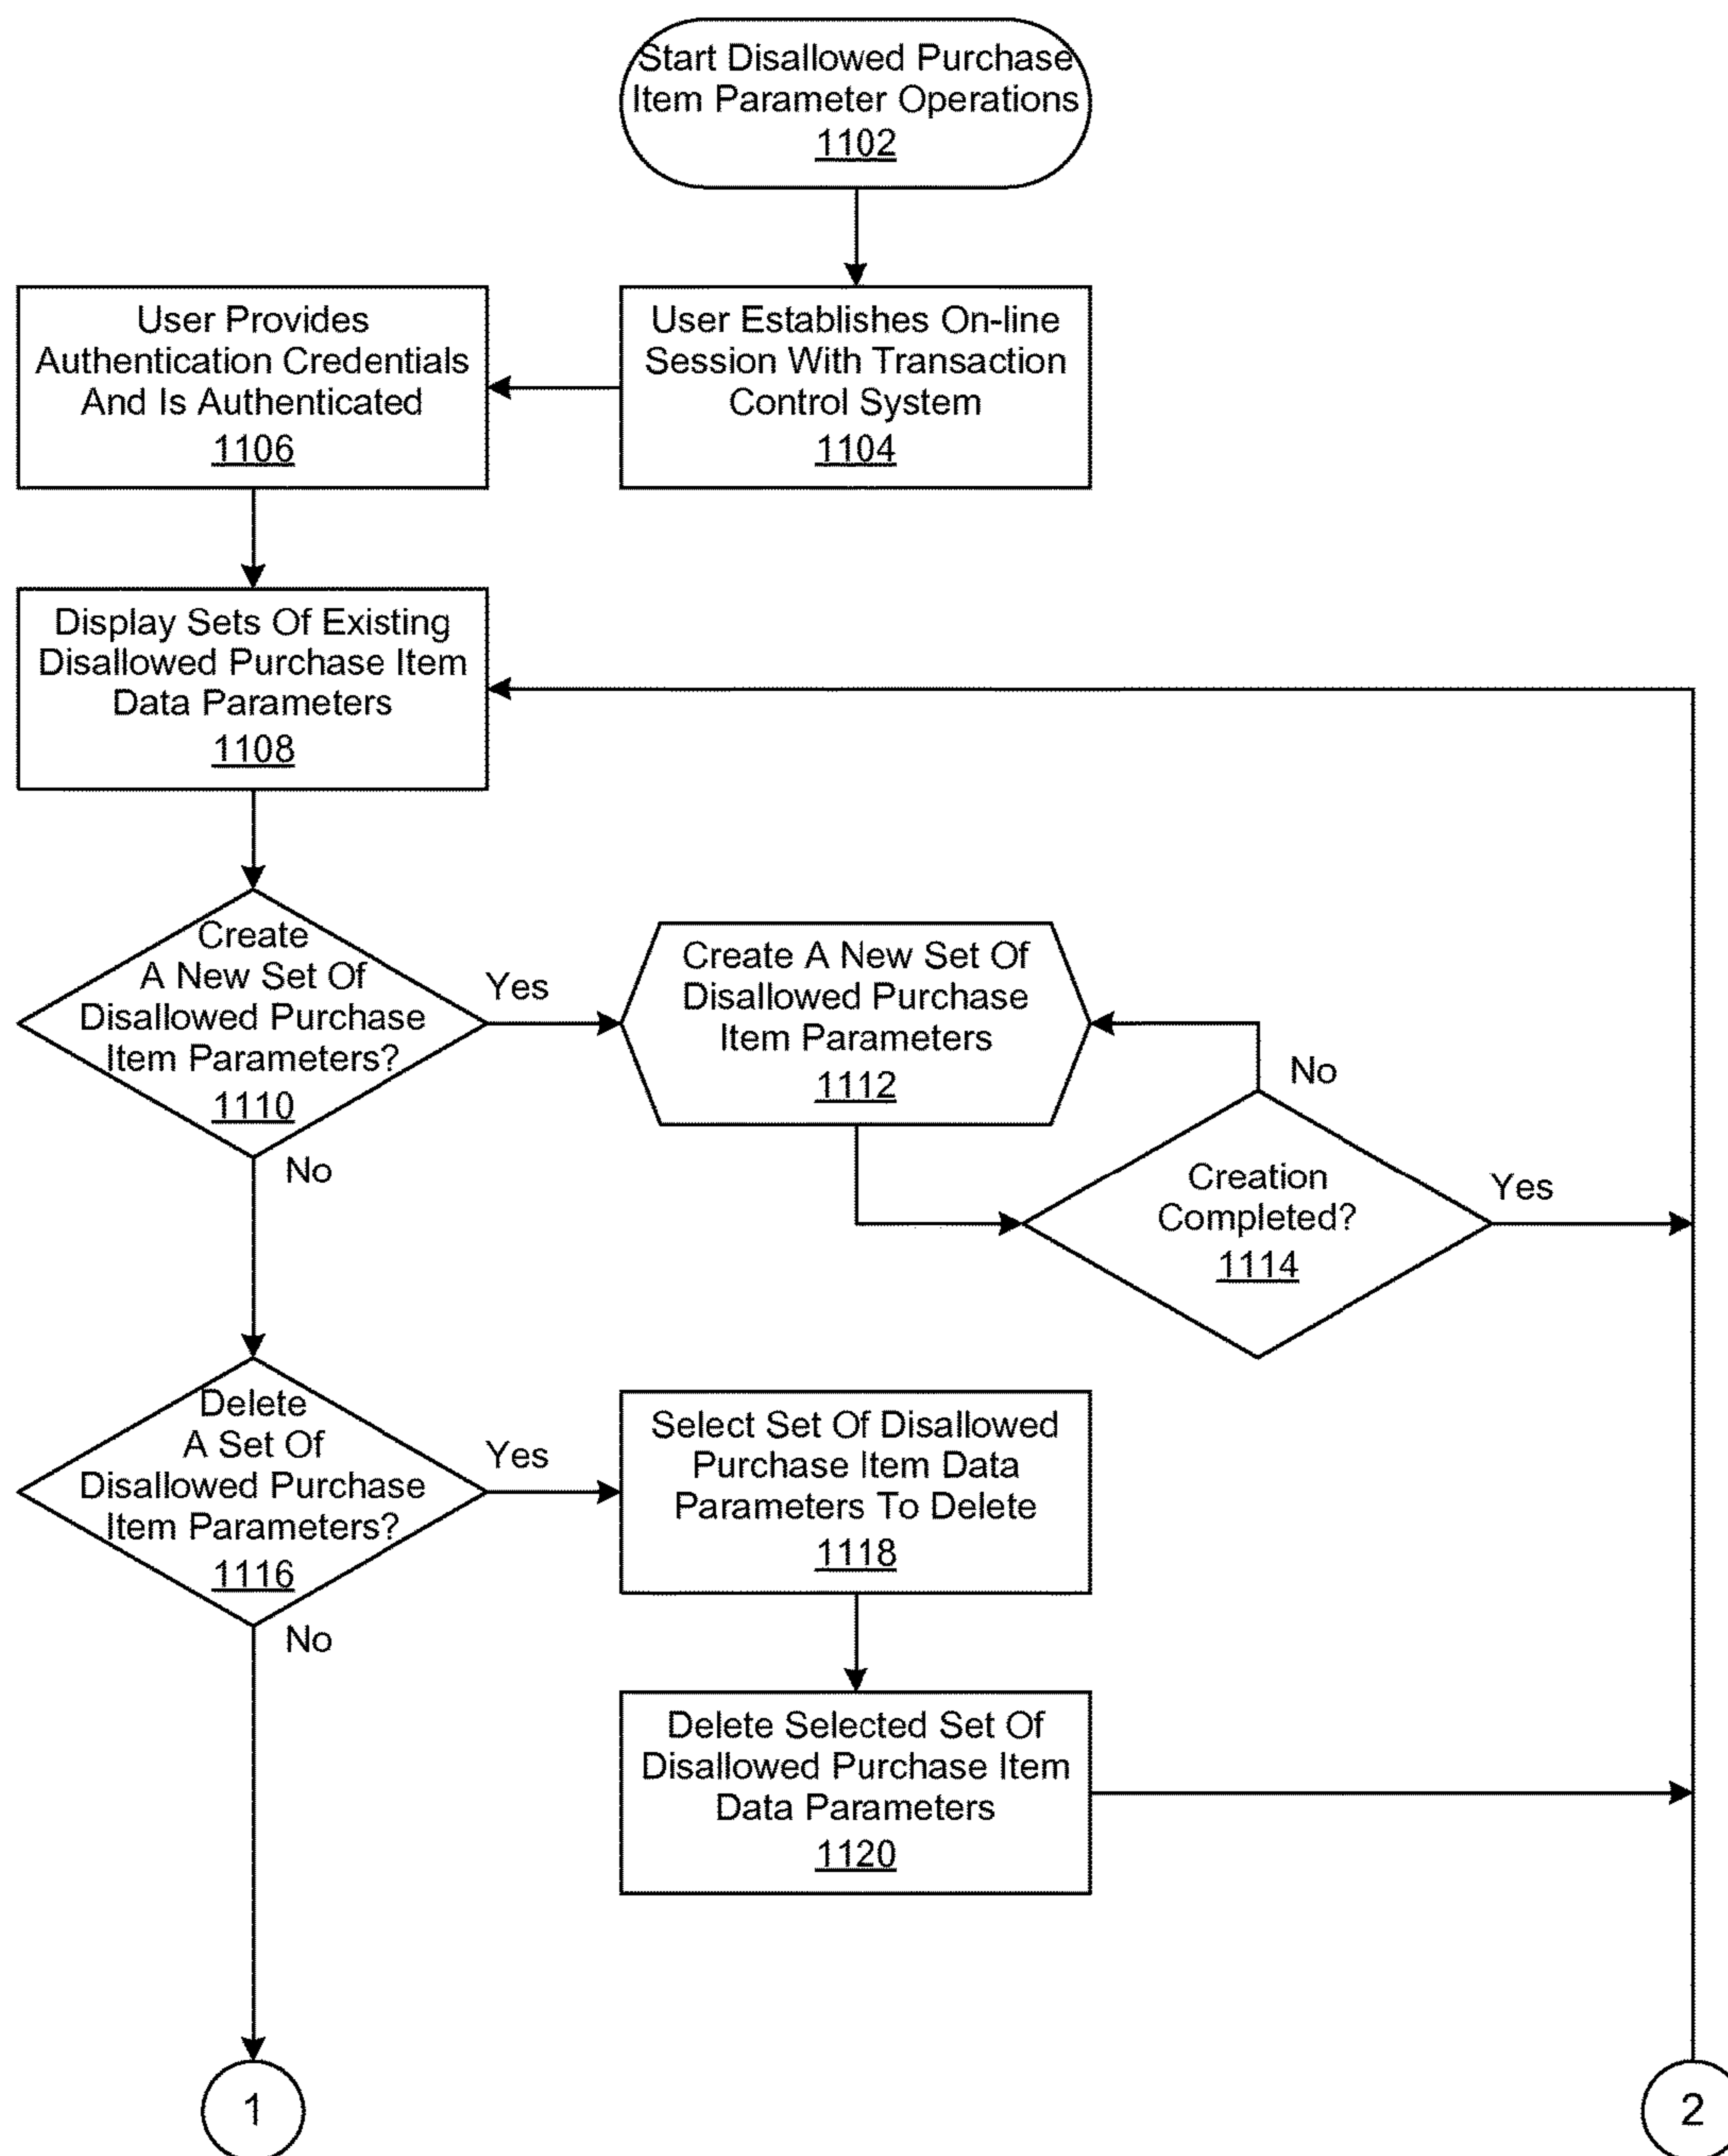 Start Disallowed Purchase
Item Parameter Operations
1102
User Establishes On-line
Session With Transaction
Control System
1104
User Provides
Authentication Credentials
And Is Authenticated
1106
Display Sets Of Existing
Disallowed Purchase Item
Data Parameters
1108
Create
A New Set Of
Disallowed Purchase
Item Parameters?
1110
Yes
No
Create A New Set Of
Disallowed Purchase
Item Parameters
1112
No
Creation
Completed?
1114
Yes
Delete
A Set Of
Disallowed Purchase
Item Parameters?
1116
Yes
No
Select Set Of Disallowed
Purchase Item Data
Parameters To Delete
1118
Delete Selected Set Of
Disallowed Purchase Item
Data Parameters
1120
1
2